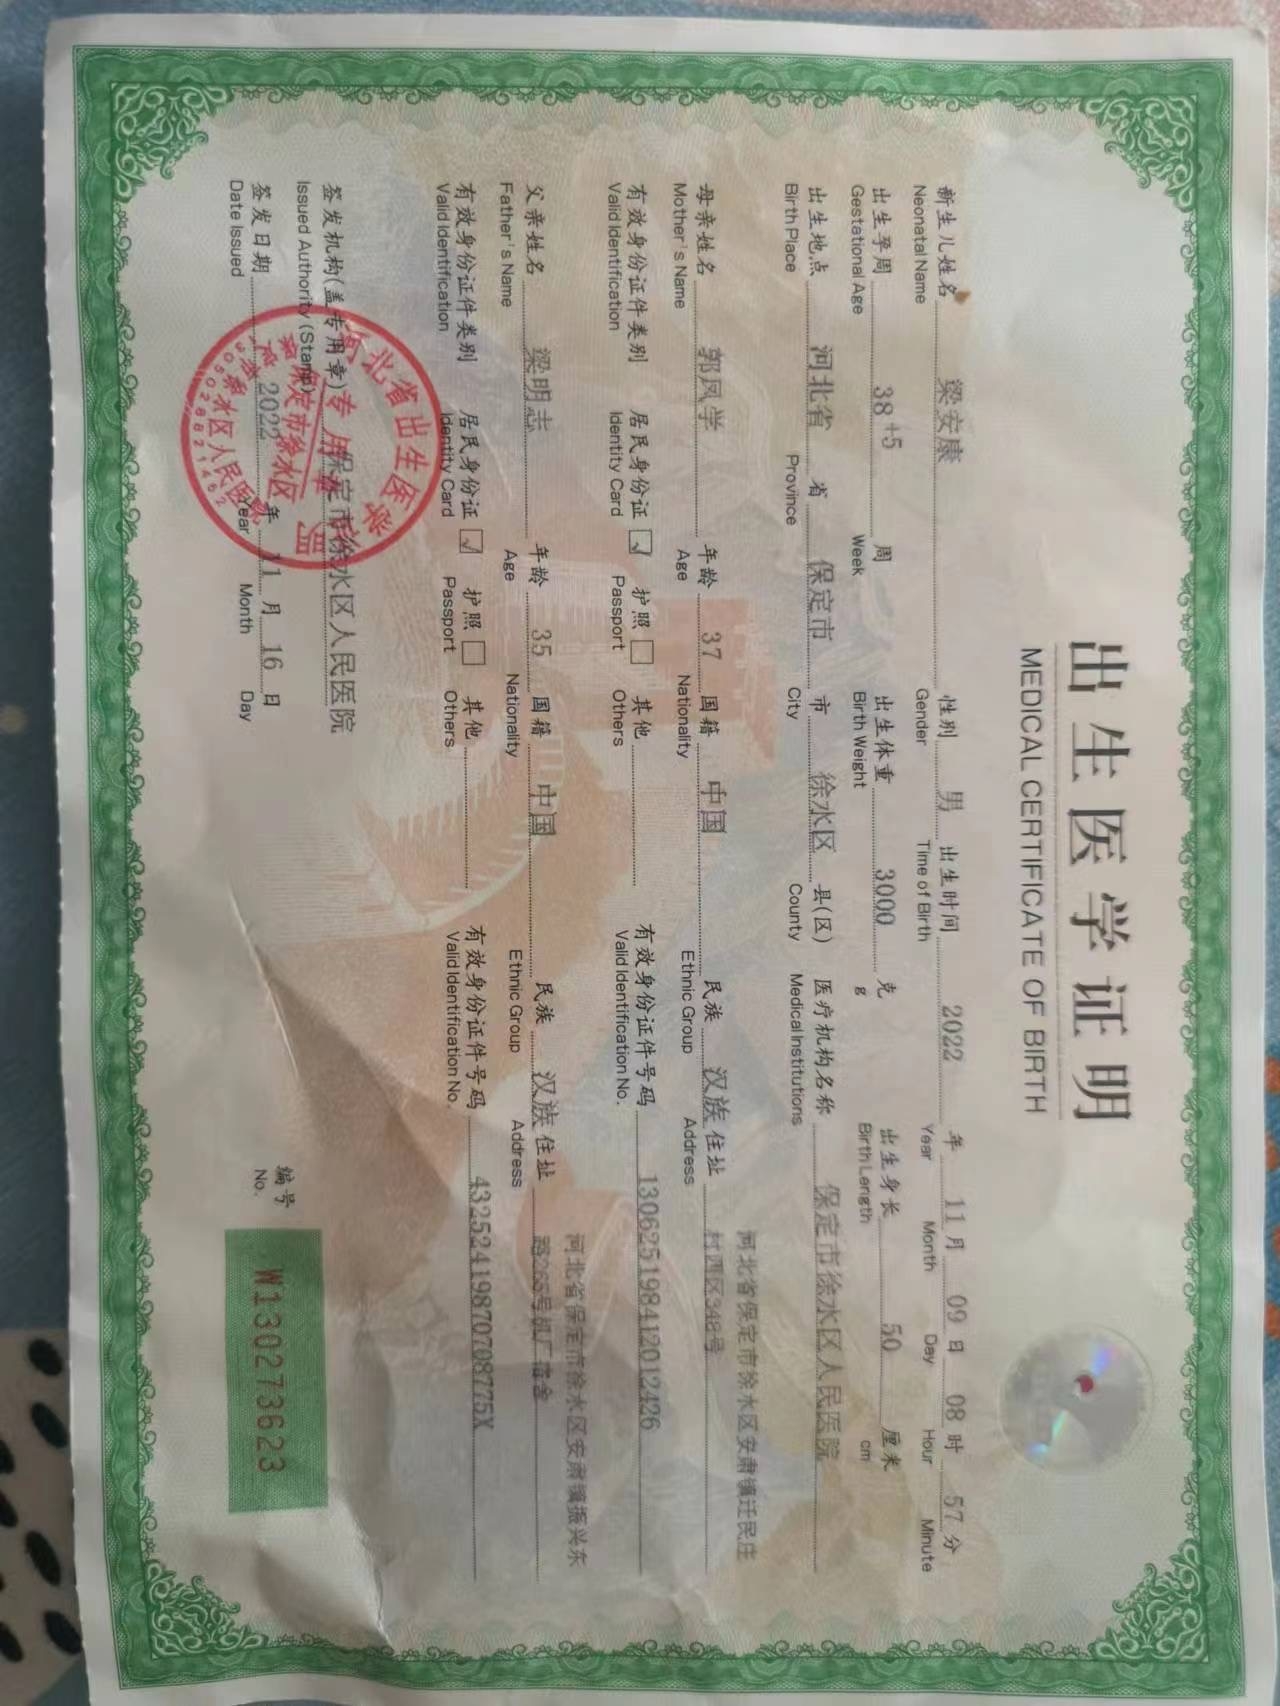 出生医学证明
MEDICAL CERTIFICATE OF BIRTH
新生儿姓名 梁安康 性别 男 出生时间 2022 年 11 月 09 日 08 时 57 分
Neonatal Name Gender Time of Birth Year Month Day Hour Minute
出生孕周 38+5 周 出生体重 3000 克 出生身长 50 厘米
Gestational Age Week Birth Weight g Birth Length cm
出生地点 河北省 省 保定市 市 徐水区 县(区) 医疗机构名称 保定市徐水区人民医院
Birth Place Province City County Medical Institutions
河北省保定市徐水区安肃镇迁民庄
母亲姓名 郭凤学 年龄 37 国籍 中国 民族 汉族 住址 村西区348号
Mother's Name Age Nationality Ethnic Group Address
有效身份证件类别 居民身份证 √ 护照 其他 有效身份证件号码 130625198412012426
Valid Identification Identity Card Passport Others Valid Identification No.
河北省保定市徐水区安肃镇振兴东
父亲姓名 梁明志 年龄 35 国籍 中国 民族 汉族 住址 路265号 厂宿舍
Father's Name Age Nationality Ethnic Group Address
有效身份证件类别 居民身份证 √ 护照 其他 有效身份证件号码 43252419870708775X
Valid Identification Identity Card Passport Others Valid Identification No.
签发机构(盖专用章) 保定市徐水区人民医院
Issued Authority (Stamp)
签发日期 2022 年 11 月 16 日
Date Issued Year Month Day
河北省出生医学证明
专用章
保定市徐水区
徐水区人民医院
编号
No.
W130273623